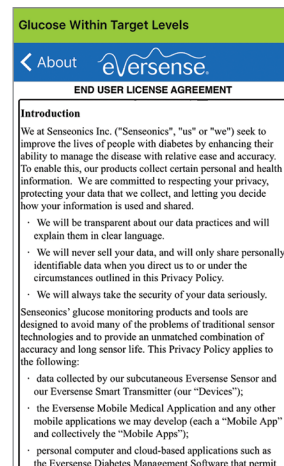 Glucose Within Target Levels
About eversense.
END USER LICENSE AGREEMENT
Introduction
We at Senseonics Inc. ("Senseonics", "us" or "we") seek to
improve the lives of people with diabetes by enhancing their
ability to manage the disease with relative ease and accuracy.
To enable this, our products collect certain personal and health
information. We are committed to respecting your privacy,
protecting your data that we collect, and letting you decide
how your information is used and shared.
· We will be transparent about our data practices and will
explain them in clear language.
· We will never sell your data, and will only share personally
identifiable data when you direct us to or under the
circumstances outlined in this Privacy Policy.
· We will always take the security of your data seriously.
Senseonics' glucose monitoring products and tools are
designed to avoid many of the problems of traditional sensor
technologies and to provide an unmatched combination of
accuracy and long sensor life. This Privacy Policy applies to
the following:
· data collected by our subcutaneous Eversense Sensor and
our Eversense Smart Transmitter (our "Devices");
· the Eversense Mobile Medical Application and any other
mobile applications we may develop (each a "Mobile App"
and collectively the "Mobile Apps");
· personal computer and cloud-based applications such as
the Eversense Diabetes Management Software that permit